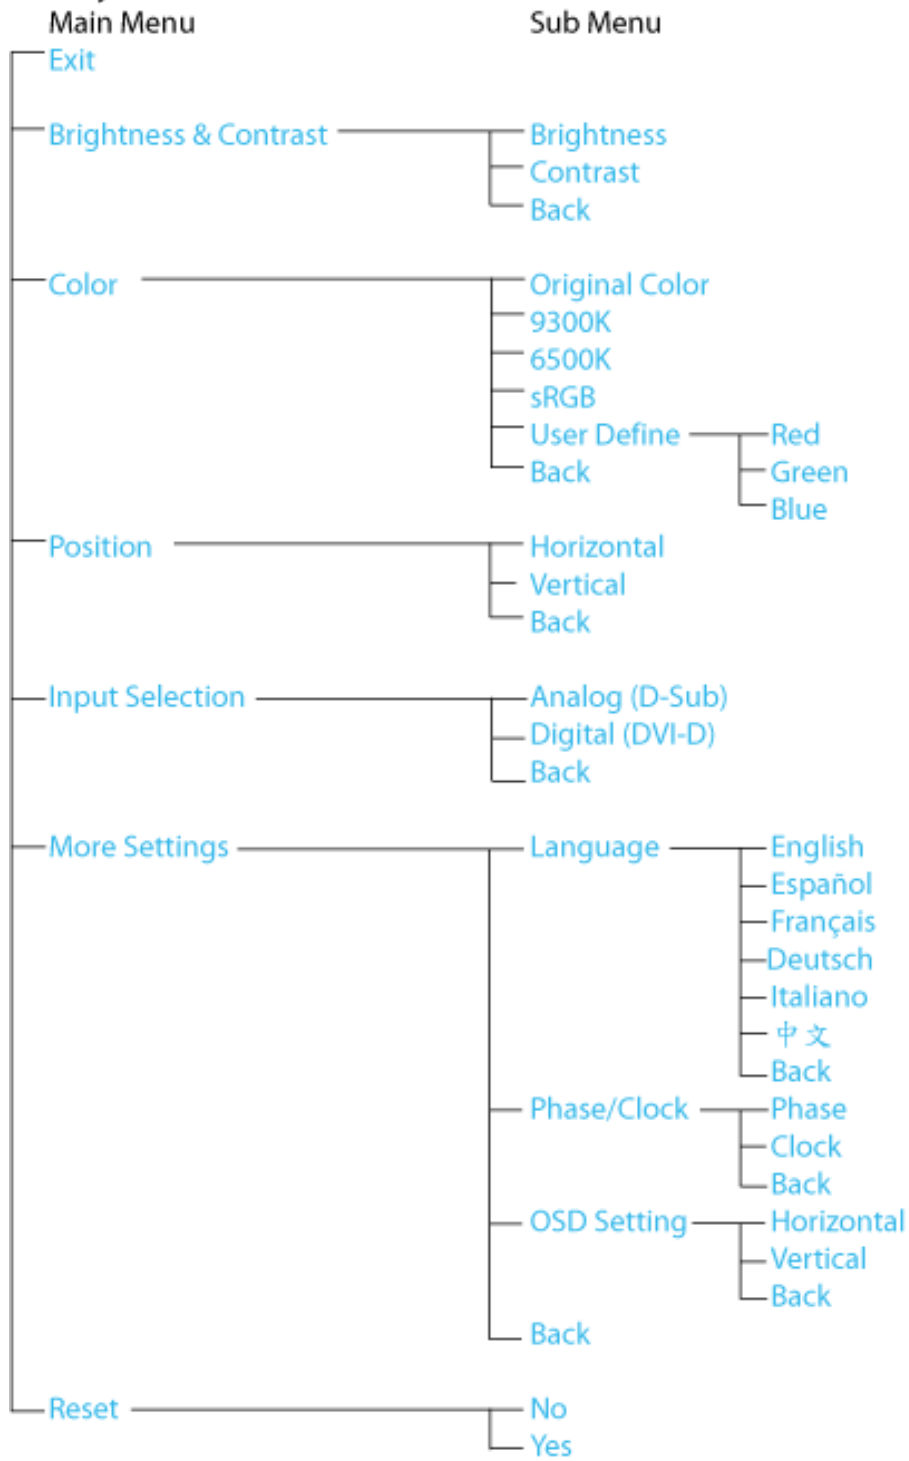 Main Menu Sub Menu
Exit
Brightness & Contrast Brightness
Contrast
Back
Color Original Color
9300K
6500K
sRGB
User Define Red
Back Green
Blue
Position Horizontal
Vertical
Back
Input Selection Analog (D-Sub)
Digital (DVI-D)
Back
More Settings Language English
Español
Français
Deutsch
Italiano
中文
Back
Phase/Clock Phase
Clock
Back
OSD Setting Horizontal
Vertical
Back
Back
Reset No
Yes